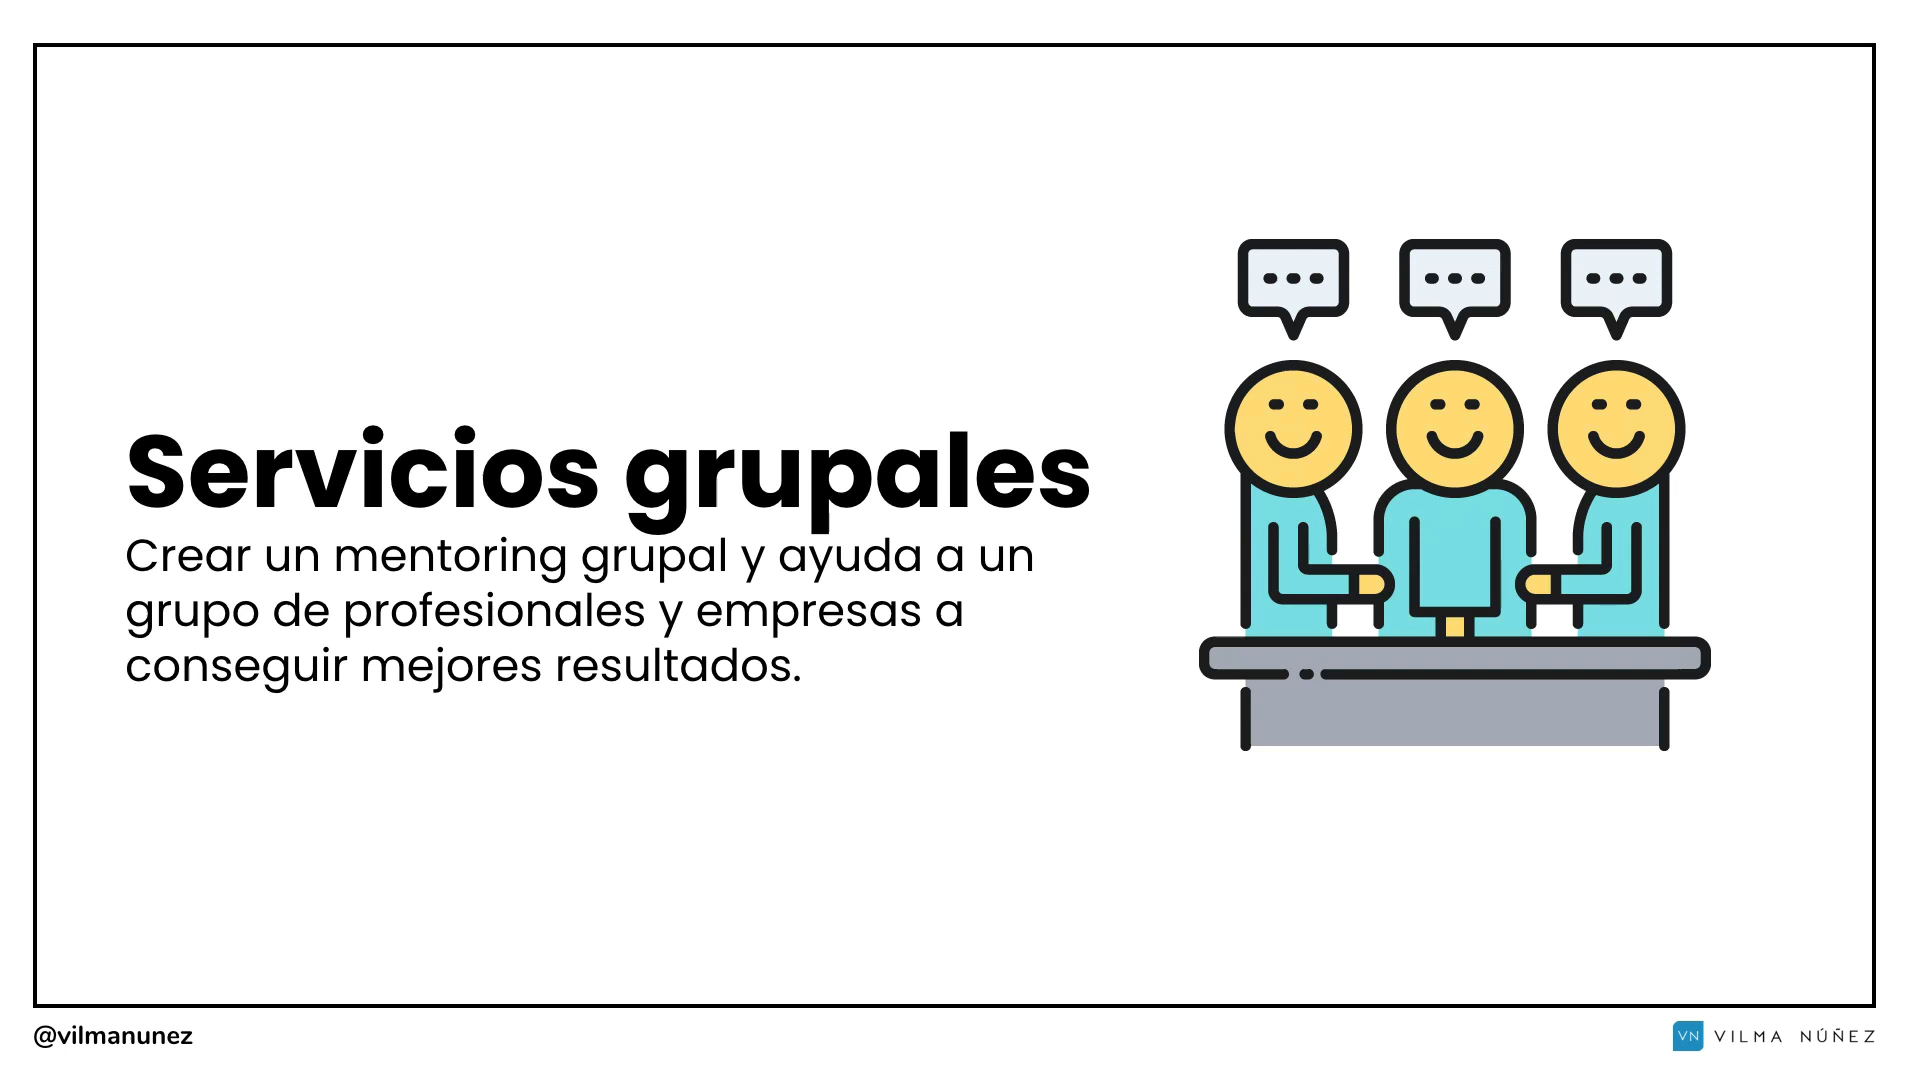 Servicios grupales
Crear un mentoring grupal y ayuda a un
grupo de profesionales y empresas a
conseguir mejores resultados.
@vilmanunez
VN VILMA NÚÑEZ